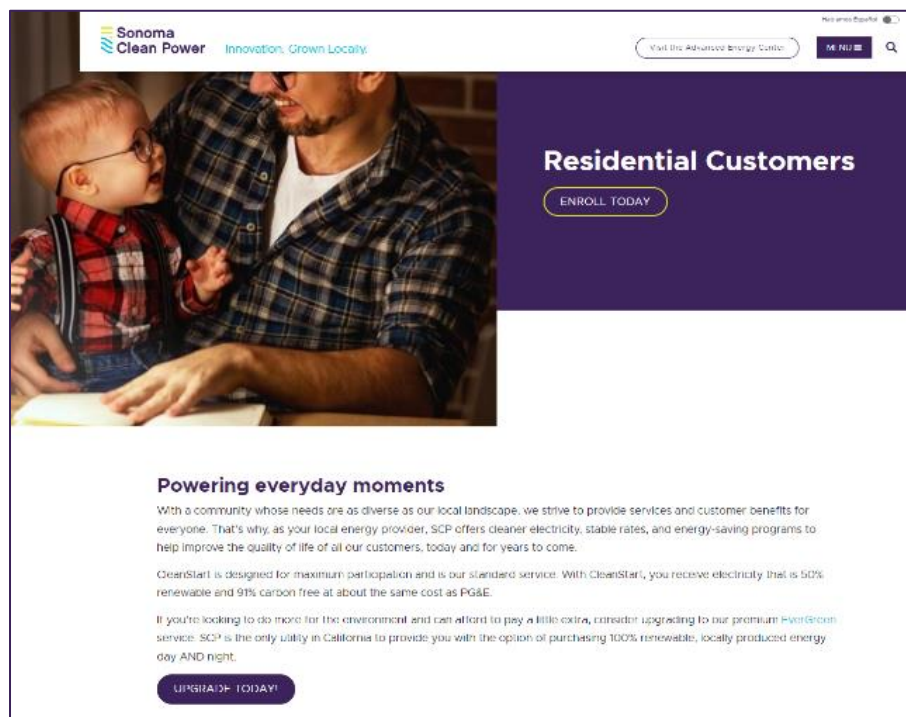 Hablamos Español
Sonoma
Clean Power
Innovation. Grown Locally.
Visit the Advanced Energy Center
MENU
Residential Customers
ENROLL TODAY
Powering everyday moments
With a community whose needs are as diverse as our local landscape, we strive to provide services and customer benefits for
everyone. That's why, as your local energy provider, SCP offers cleaner electricity, stable rates, and energy-saving programs to
help improve the quality of life of all our customers, today and for years to come.
CleanStart is designed for maximum participation and is our standard service. With CleanStart, you receive electricity that is 50%
renewable and 91% carbon free at about the same cost as PG&E.
If you're looking to do more for the environment and can afford to pay a little extra, consider upgrading to our premium EverGreen
service. SCP is the only utility in California to provide you with the option of purchasing 100% renewable, locally produced energy
day AND night.
UPGRADE TODAY!